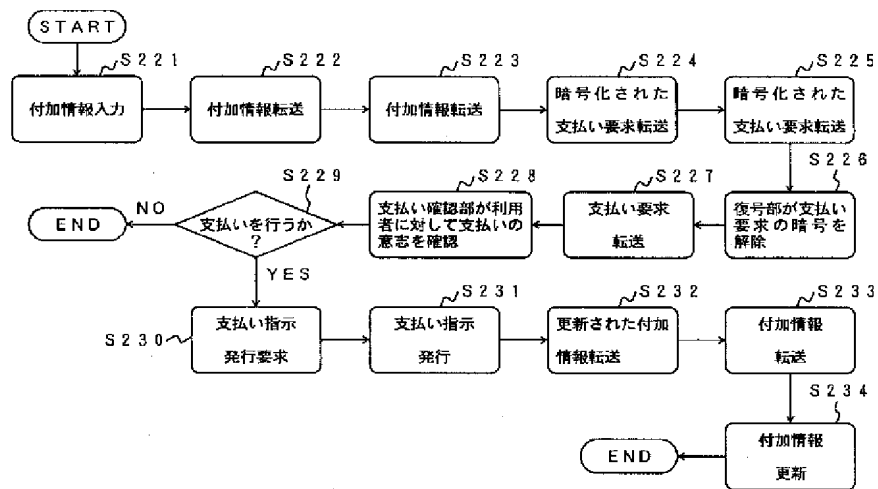 START
S221
付加情報入力
S222
付加情報転送
S223
付加情報転送
S224
暗号化された
支払い要求転送
S225
暗号化された
支払い要求転送
S226
復号部が支払い
要求の暗号を
解除
S227
支払い要求
転送
S228
支払い確認部が利用
者に対して支払いの
意志を確認
S229
支払いを行うか
?
NO
END
YES
S230
支払い指示
発行要求
S231
支払い指示
発行
S232
更新された付加
情報転送
S233
付加情報
転送
S234
付加情報
更新
END